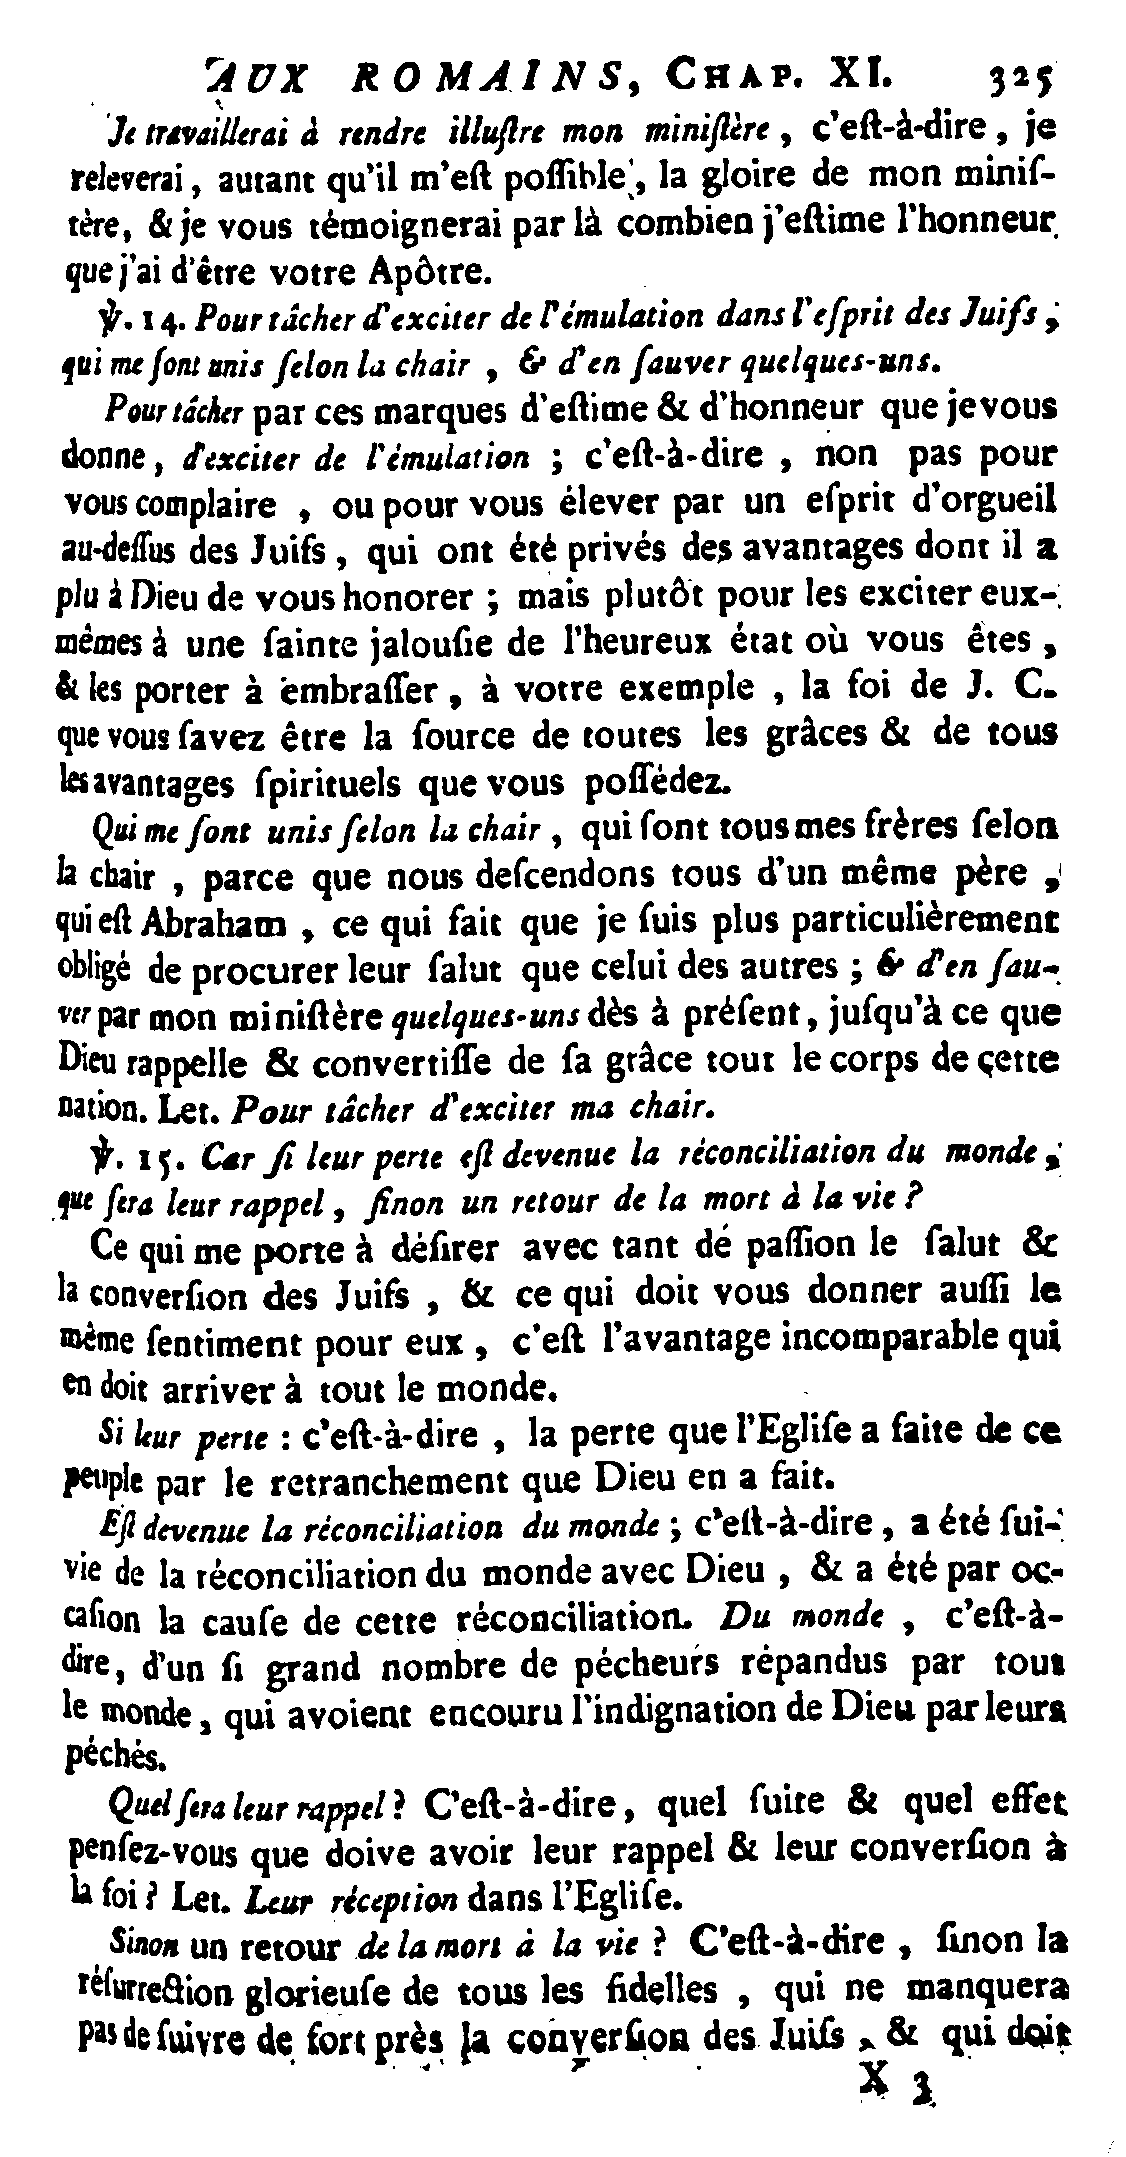 AUX ROMAINS, CHAP. XI. 325
Je travaillerai à rendre illuſtre mon miniſtère, c'eſt-à-dire, je
releverai, autant qu'il m'eſt poſſible, la gloire de mon miniſ-
tère, & je vous témoignerai par là combien j'eſtime l'honneur
que j'ai d'être votre Apôtre.
℣. 14. Pour tâcher d'exciter de l'émulation dans l'eſprit des Juifs,
qui me ſont unis ſelon la chair, & d'en ſauver quelques-uns.
Pour tâcher par ces marques d'eſtime & d'honneur que je vous
donne, d'exciter de l'émulation ; c'eſt-à-dire, non pas pour
vous complaire, ou pour vous élever par un eſprit d'orgueil
au-deſſus des Juifs, qui ont été privés des avantages dont il a
plu à Dieu de vous honorer ; mais plutôt pour les exciter eux-
mêmes à une ſainte jalouſie de l'heureux état où vous êtes,
& les porter à embraſſer, à votre exemple, la foi de J. C.
que vous ſavez être la ſource de toutes les grâces & de tous
les avantages ſpirituels que vous poſſédez.
Qui me ſont unis ſelon la chair, qui ſont tous mes frères ſelon
la chair, parce que nous deſcendons tous d'un même père,
qui eſt Abraham, ce qui fait que je ſuis plus particulièrement
obligé de procurer leur ſalut que celui des autres ; & d'en ſau-
ver par mon miniſtère quelques-uns dès à préſent, juſqu'à ce que
Dieu rappelle & convertiſſe de ſa grâce tout le corps de cette
nation. Let. Pour tâcher d'exciter ma chair.
℣. 15. Car ſi leur perte eſt devenue la réconciliation du monde,
que ſera leur rappel, ſinon un retour de la mort à la vie ?
Ce qui me porte à déſirer avec tant dé paſſion le ſalut &
la converſion des Juifs, & ce qui doit vous donner auſſi le
même ſentiment pour eux, c'eſt l'avantage incomparable qui
en doit arriver à tout le monde.
Si leur perte : c'eſt-à-dire, la perte que l'Egliſe a faite de ce
peuple par le retranchement que Dieu en a fait.
Eſt devenue la réconciliation du monde ; c'eſt-à-dire, a été ſui-
vie de la réconciliation du monde avec Dieu, & a été par oc-
caſion la cauſe de cette réconciliation. Du monde, c'eſt-à-
dire, d'un ſi grand nombre de pécheurs répandus par tout
le monde, qui avoient encouru l'indignation de Dieu par leurs
péchés.
Quel ſera leur rappel ? C'eſt-à-dire, quel ſuite & quel effet
penſez-vous que doive avoir leur rappel & leur converſion à
la foi ? Let. Leur réception dans l'Egliſe.
Sinon un retour de la mort à la vie ? C'eſt-à-dire, ſinon la
réſurrection glorieuſe de tous les fidelles, qui ne manquera
pas de ſuivre de fort près la converſion des Juifs, & qui doit
X 3